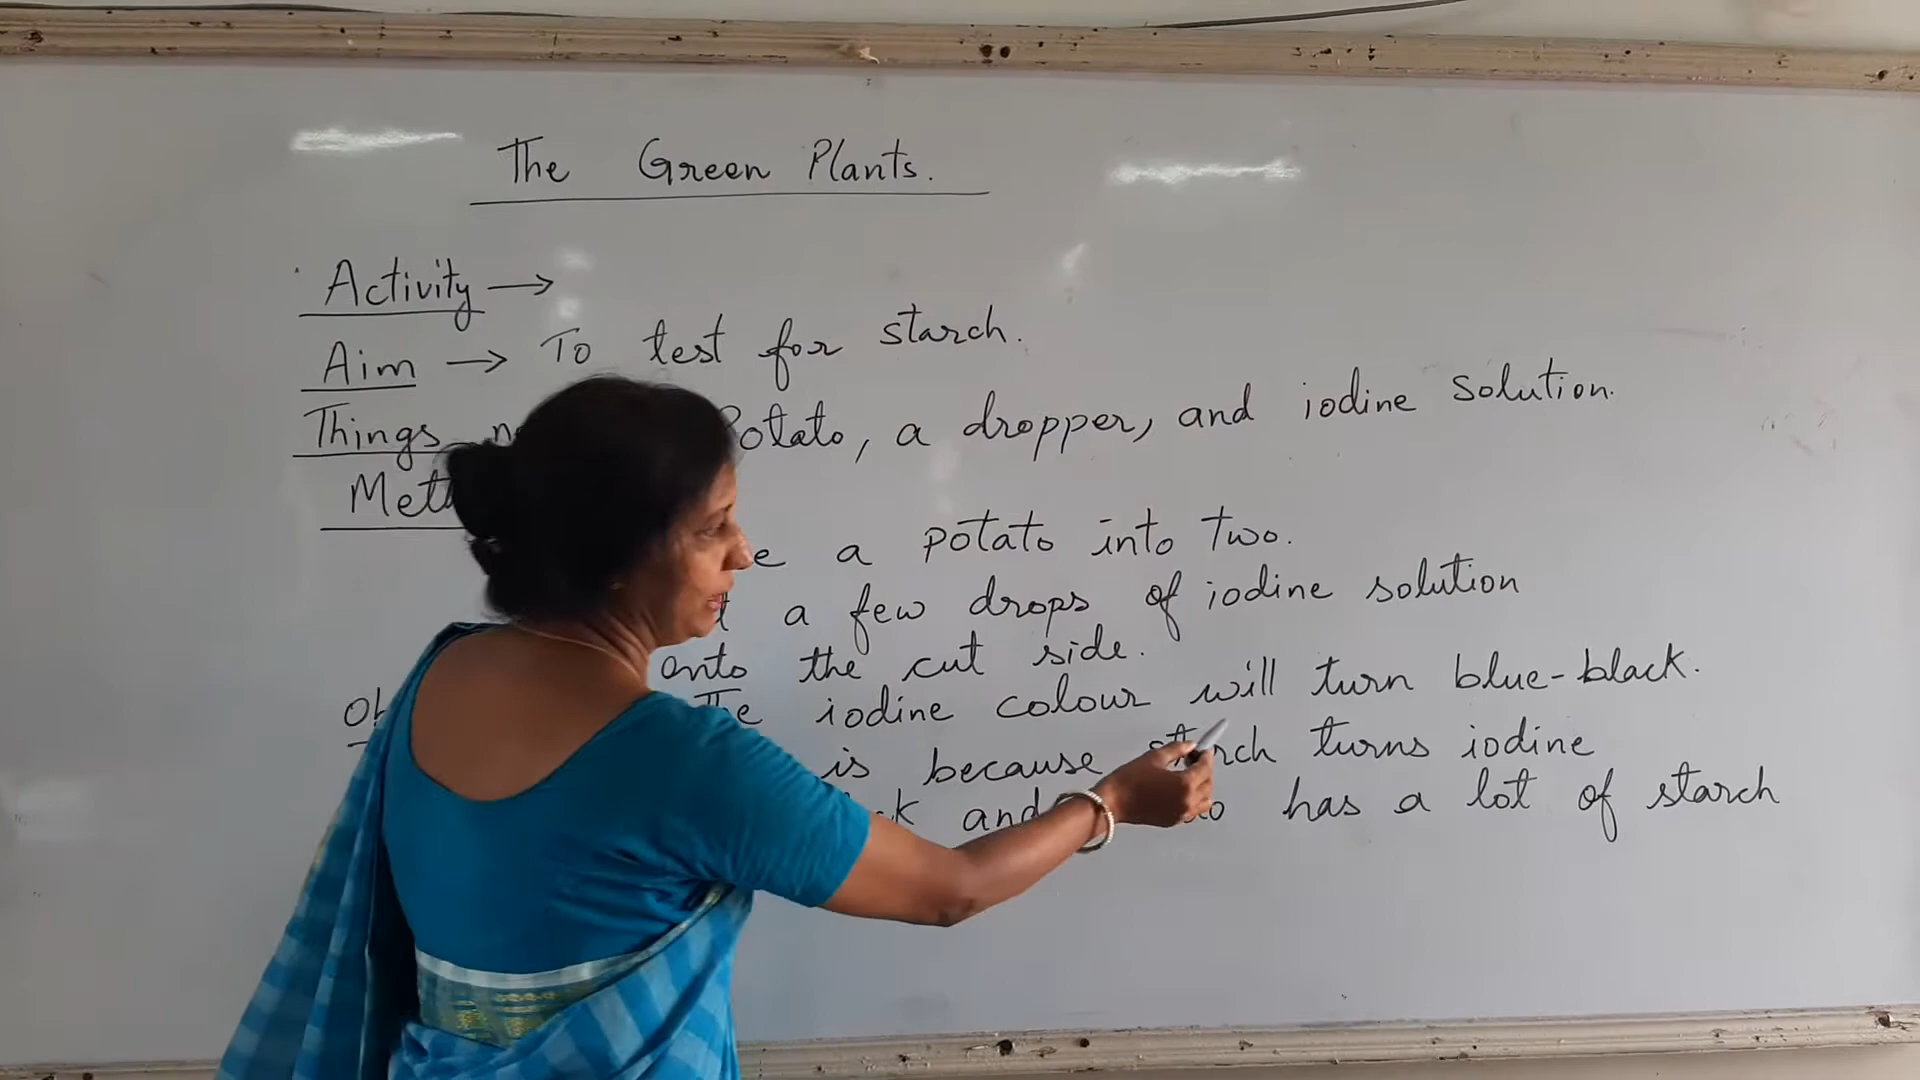 The Green Plants.
Activity →
Aim → To test for starch.
Things otato, a dropper, and iodine solution.
a potato into two.
a few drops of iodine solution
onto the cut side.
The iodine colour will turn blue-black.
is because starch turns iodine
and has a lot of starch